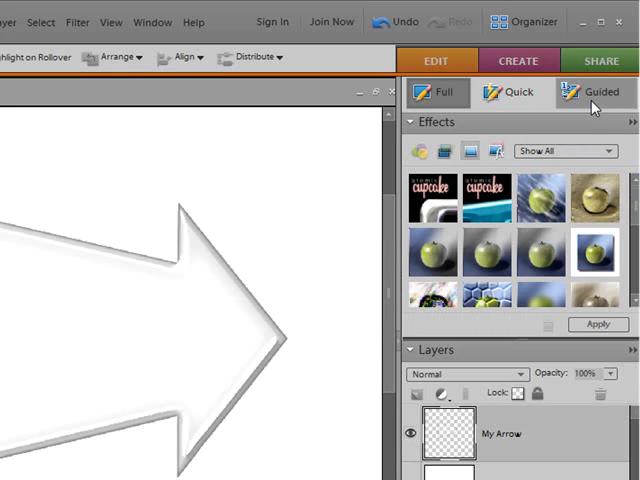 ayer Select Filter View Window Help Sign In Join Now Undo Redo Organizer
ghlight on Rollover Arrange Align Distribute
EDIT CREATE SHARE
Full Quick Guided
Effects
Show All
atomic cupcake atomic cupcake
Apply
Layers
Normal Opacity: 100%
Lock:
My Arrow